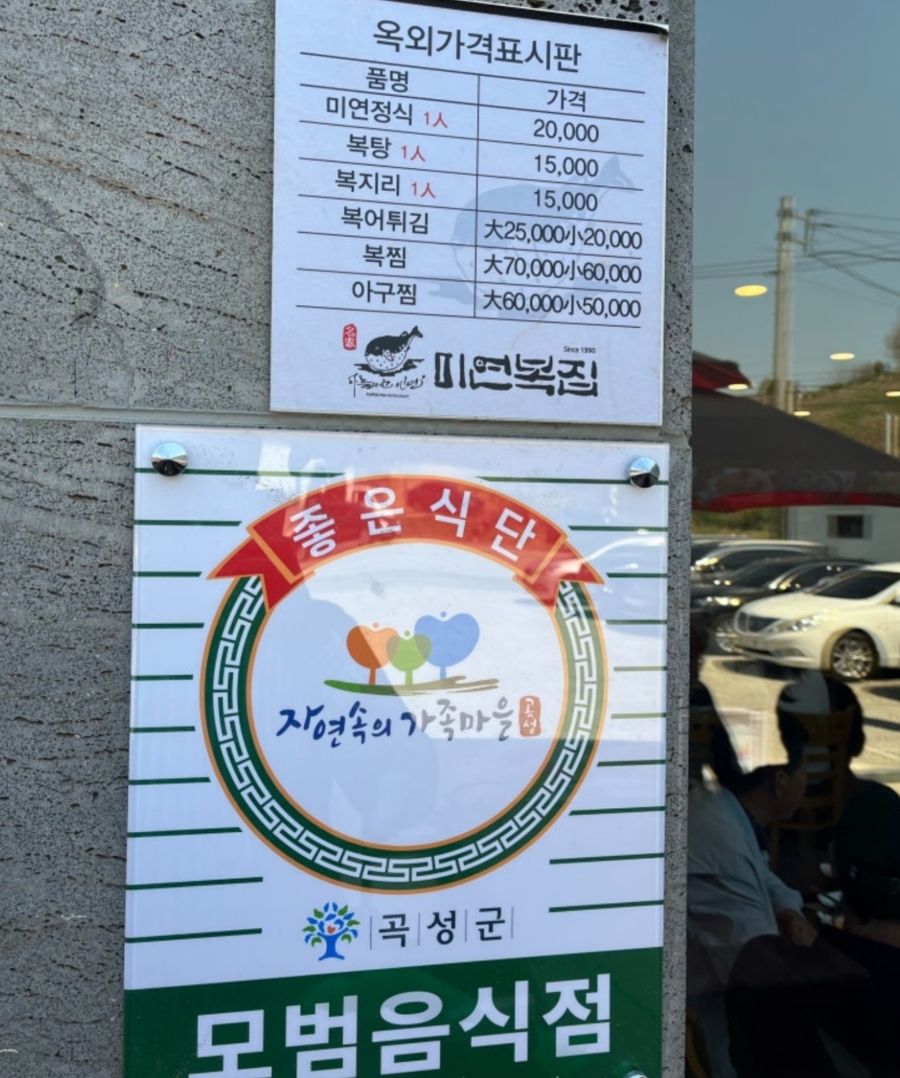 옥외가격표시판
품명 가격
미연정식 1人 20,000
복탕 1人 15,000
복지리 1人 15,000
복어튀김 大25,000小20,000
복찜 大70,000小60,000
아구찜 大60,000小50,000
名家
Since 1990
미연복집
좋은식단
자연속의 가족마을 곡성
곡성군
모범음식점